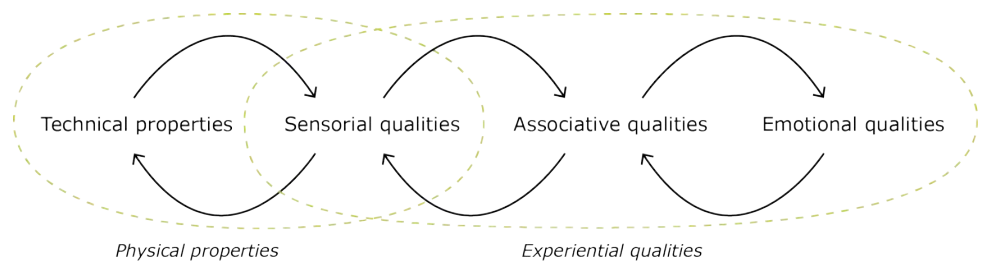 Technical properties
Sensorial qualities
Associative qualities
Emotional qualities
Physical properties
Experiential qualities